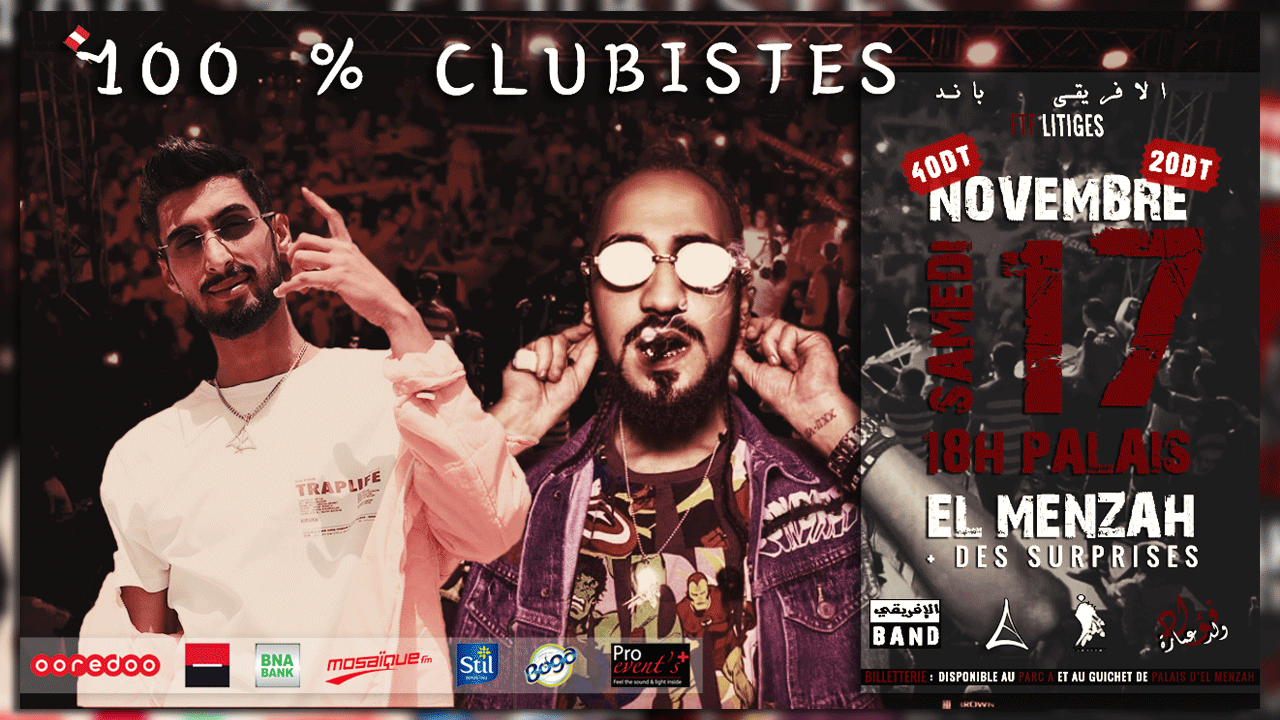 100 % CLUBISTES
الافريقي باند
LITIGES
40DT
20DT
NOVEMBRE
SAMEDI
17
18H PALAIS
EL MENZAH
+ DES SURPRISES
TRAPLIFE
الإفريقي
BAND
ooredoo
BNA
BANK
mosaïque fm
Stil
Boga
Pro
event's+
Feel the sound & light inside
BILLETTERIE : DISPONIBLE AU PARC A ET AU GUICHET DE PALAIS D'EL MENZAH